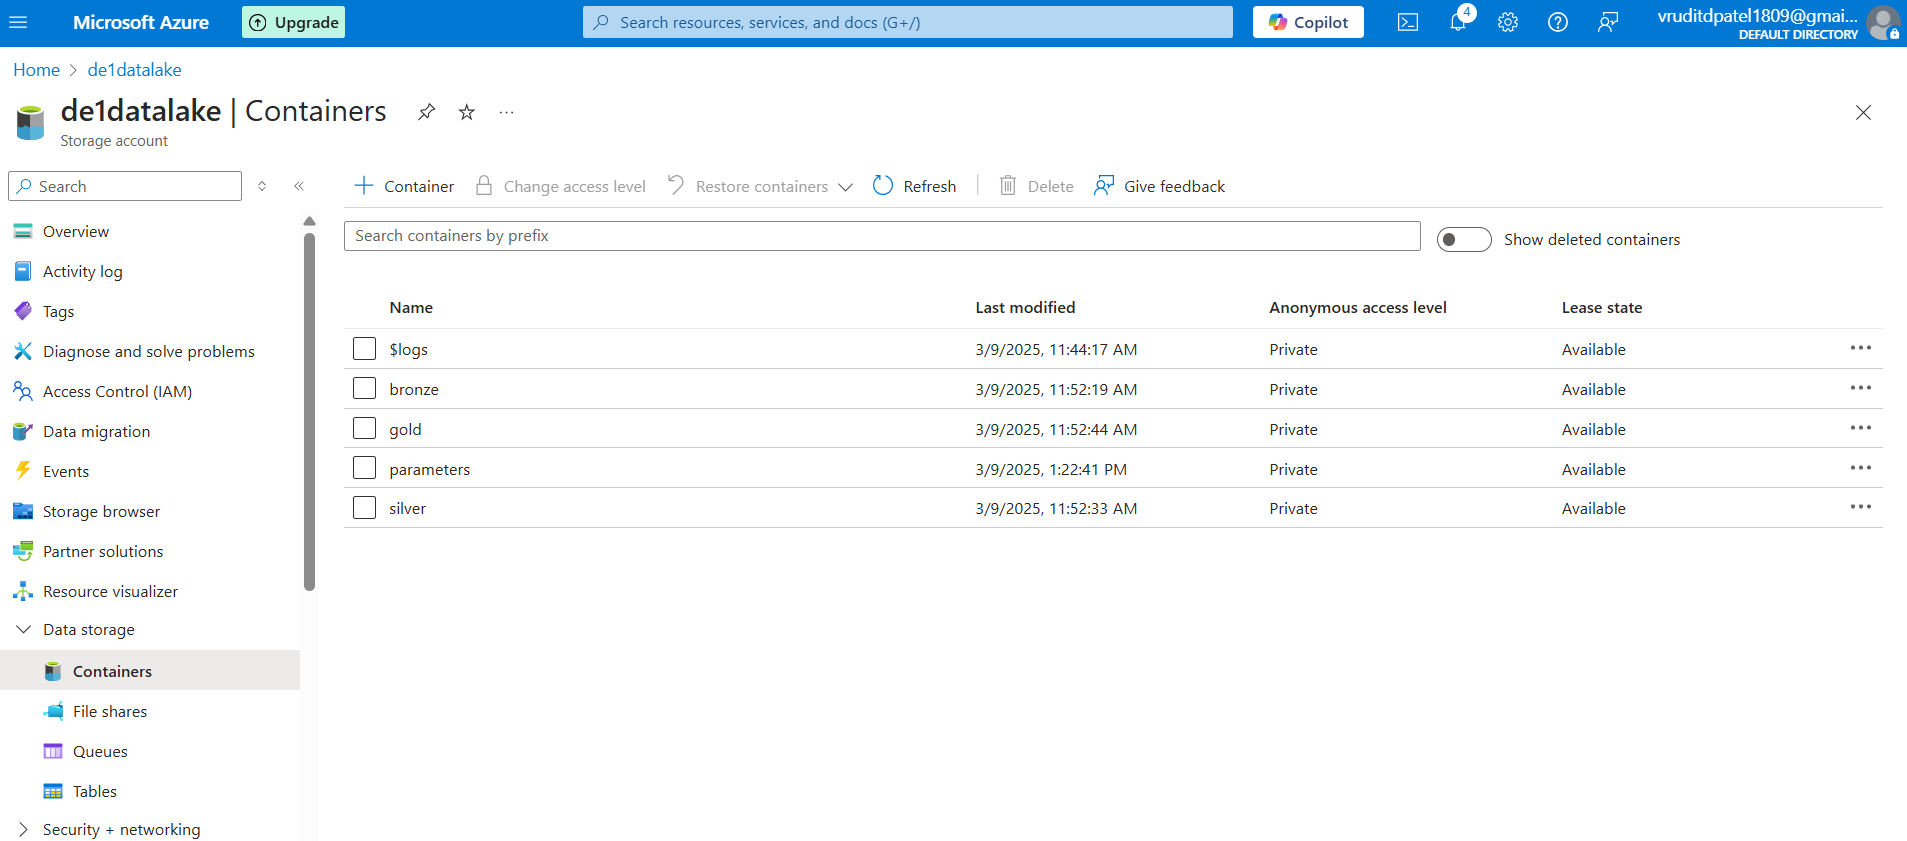 Microsoft Azure
Upgrade
Search resources, services, and docs (G+/)
Copilot
4
vruditdpatel1809@gmai...
DEFAULT DIRECTORY
Home > de1datalake
de1datalake | Containers
Storage account
Search
Container
Change access level
Restore containers
Refresh
Delete
Give feedback
Overview
Activity log
Tags
Diagnose and solve problems
Access Control (IAM)
Data migration
Events
Storage browser
Partner solutions
Resource visualizer
Data storage
Containers
File shares
Queues
Tables
Security + networking
Search containers by prefix
Show deleted containers
Name Last modified Anonymous access level Lease state
$logs 3/9/2025, 11:44:17 AM Private Available
bronze 3/9/2025, 11:52:19 AM Private Available
gold 3/9/2025, 11:52:44 AM Private Available
parameters 3/9/2025, 1:22:41 PM Private Available
silver 3/9/2025, 11:52:33 AM Private Available